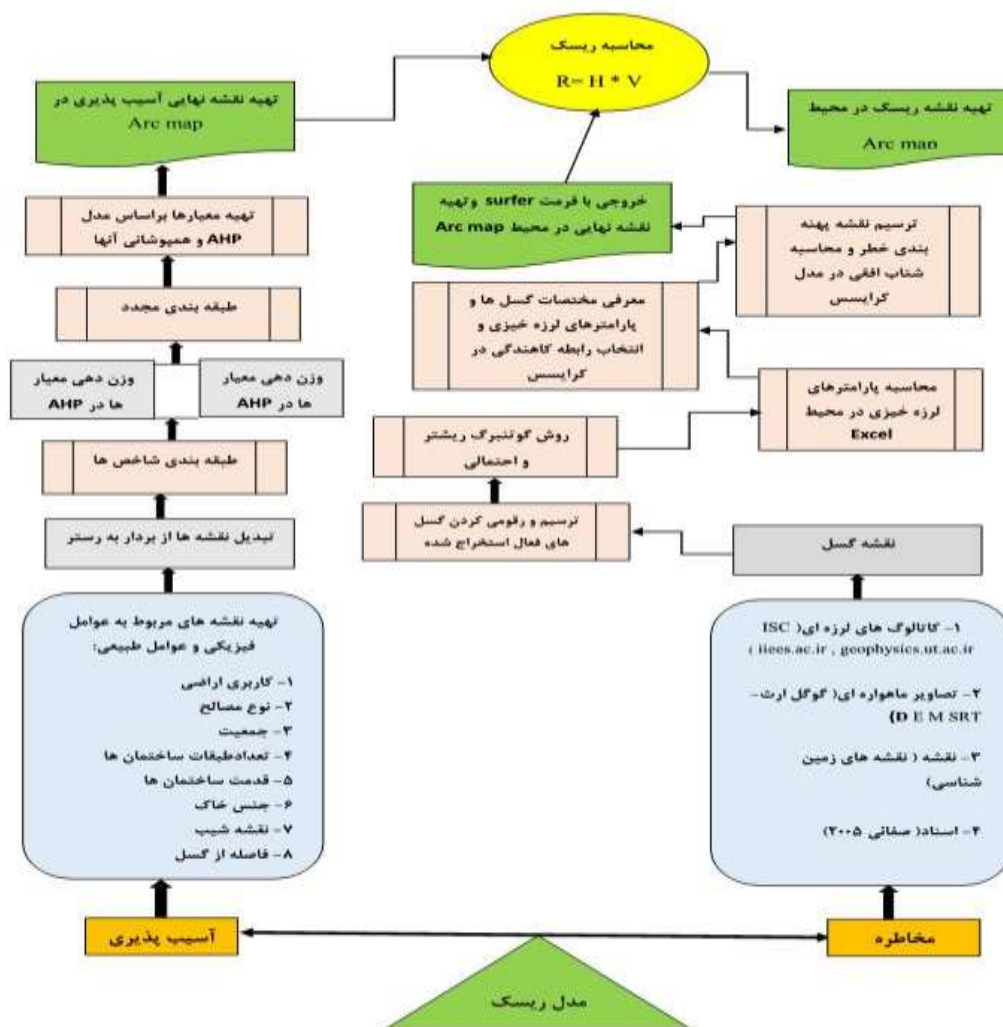 محاسبه ریسک
R= H * V
تهیه نقشه نهایی آسیب پذیری در
Arc map
تهیه نقشه ریسک در محیط
Arc map
تهیه معیارها براساس مدل
AHP و همپوشانی آنها
خروجی با فرمت surfer وتهیه
نقشه نهایی در محیط Arc map
ترسیم نقشه پهنه
بندی خطر و محاسبه
شتاب افقی در مدل
کرایسس
طبقه بندی مجدد
معرفی مختصات گسل ها و
پارامترهای لرزه خیزی و
انتخاب رابطه کاهندگی در
کرایسس
وزن دهی معیار
ها در AHP
وزن دهی معیار
ها در AHP
محاسبه پارامترهای
لرزه خیزی در محیط
Excel
طبقه بندی شاخص ها
روش گوتنبرگ ریشتر
و احتمالی
تبدیل نقشه ها از بردار به رستر
ترسیم و رقومی کردن گسل
های فعال استخراج شده
نقشه گسل
تهیه نقشه های مربوط به عوامل
فیزیکی و عوامل طبیعی:
۱- کاربری اراضی
۲- نوع مصالح
۳- جمعیت
۴- تعدادطبقات ساختمان ها
۵- قدمت ساختمان ها
۶- جنس خاک
۷- نقشه شیب
۸- فاصله از گسل
۱- کاتالوگ های لرزه ای( ISC
( iiees.ac.ir , geophysics.ut.ac.ir
۲- تصاویر ماهواره ای( گوگل ارث-
D E M SRT)
۳- نقشه ( نقشه های زمین
شناسی)
۴- اسناد( صفائی ۲۰۰۵)
آسیب پذیری
مخاطره
مدل ریسک